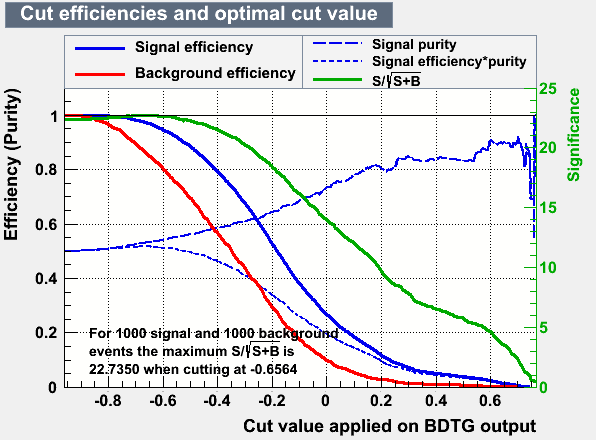 Cut efficiencies and optimal cut value
Signal efficiency
Background efficiency
Signal purity
Signal efficiency*purity
S/√S+B
Efficiency (Purity)
1
0.8
0.6
0.4
0.2
0
25
20
15
10
5
0
Significance
For 1000 signal and 1000 background
events the maximum S/√S+B is
22.7350 when cutting at -0.6564
-0.8 -0.6 -0.4 -0.2 0 0.2 0.4 0.6
Cut value applied on BDTG output